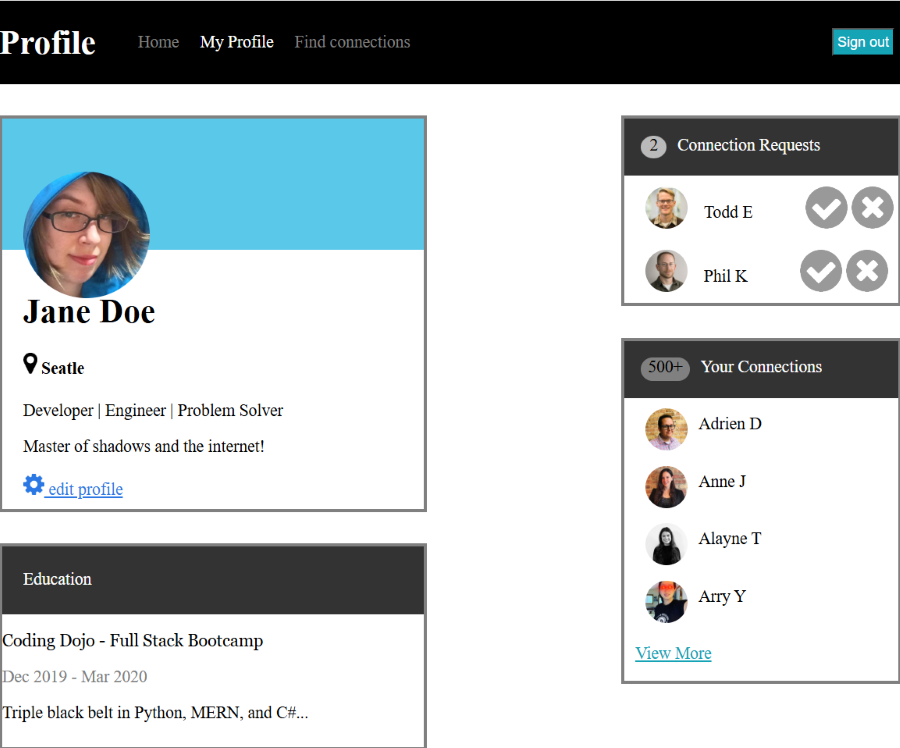 Profile Home My Profile Find connections Sign out
Jane Doe
Seatle
Developer | Engineer | Problem Solver
Master of shadows and the internet!
edit profile
Education
Coding Dojo - Full Stack Bootcamp
Dec 2019 - Mar 2020
Triple black belt in Python, MERN, and C#...
2 Connection Requests
Todd E
Phil K
500+ Your Connections
Adrien D
Anne J
Alayne T
Arry Y
View More